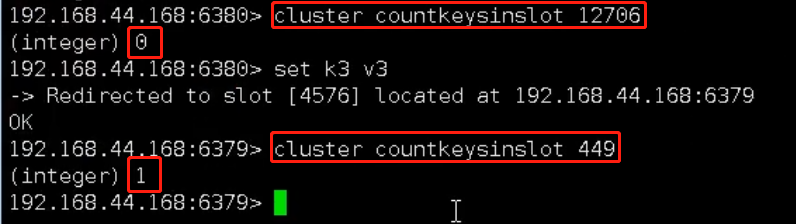 192.168.44.168:6380> cluster countkeysinslot 12706
(integer) 0
192.168.44.168:6380> set k3 v3
-> Redirected to slot [4576] located at 192.168.44.168:6379
OK
192.168.44.168:6379> cluster countkeysinslot 449
(integer) 1
192.168.44.168:6379>